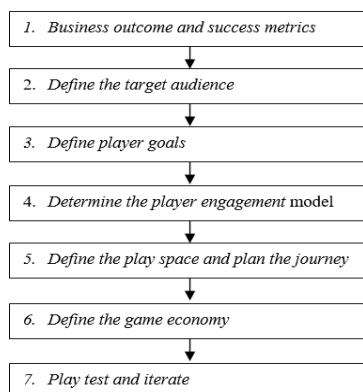 1. Business outcome and success metrics
2. Define the target audience
3. Define player goals
4. Determine the player engagement model
5. Define the play space and plan the journey
6. Define the game economy
7. Play test and iterate